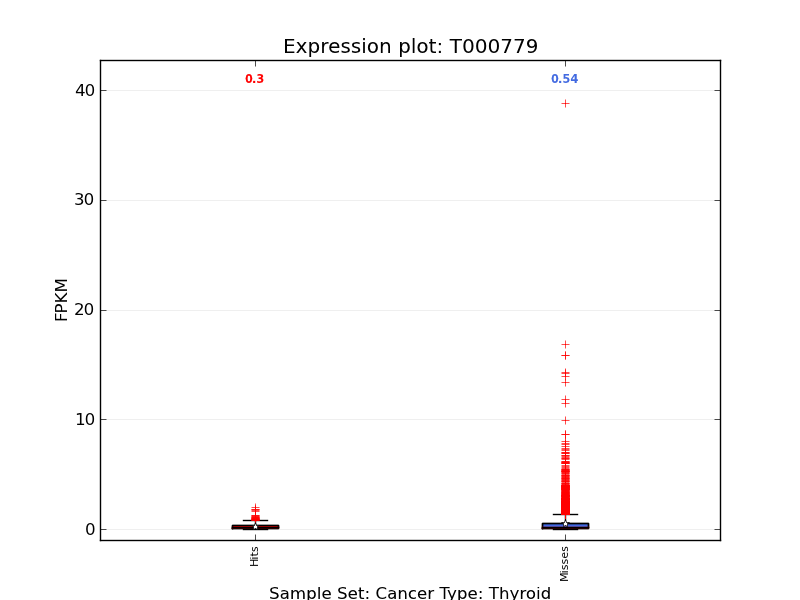 Expression plot: T000779
0.3
0.54
40
30
20
10
0
FPKM
Hits
Misses
Sample Set: Cancer Type: Thyroid